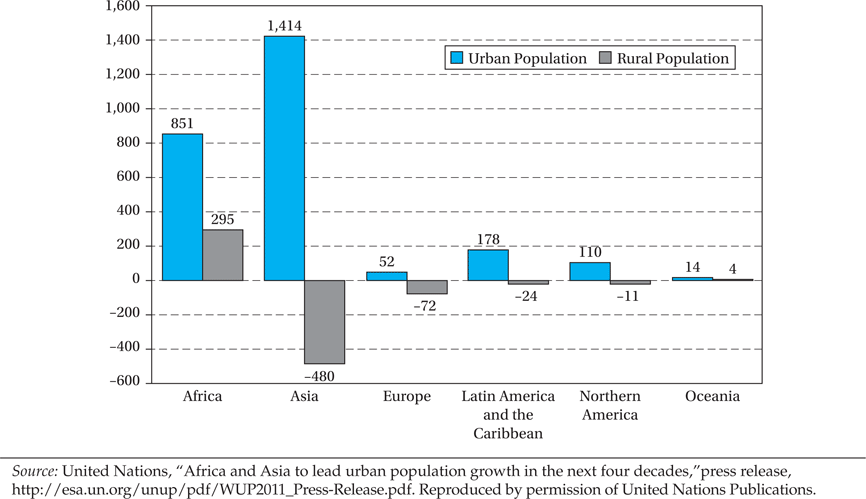 1,600
1,400
1,200
1,000
800
600
400
200
0
–200
–400
–600
Urban Population Rural Population
851
295
1,414
–480
52
–72
178
–24
110
–11
14
4
Africa
Asia
Europe
Latin America
and the
Caribbean
Northern
America
Oceania
Source: United Nations, “Africa and Asia to lead urban population growth in the next four decades,”press release,
http://esa.un.org/unup/pdf/WUP2011_Press-Release.pdf. Reproduced by permission of United Nations Publications.